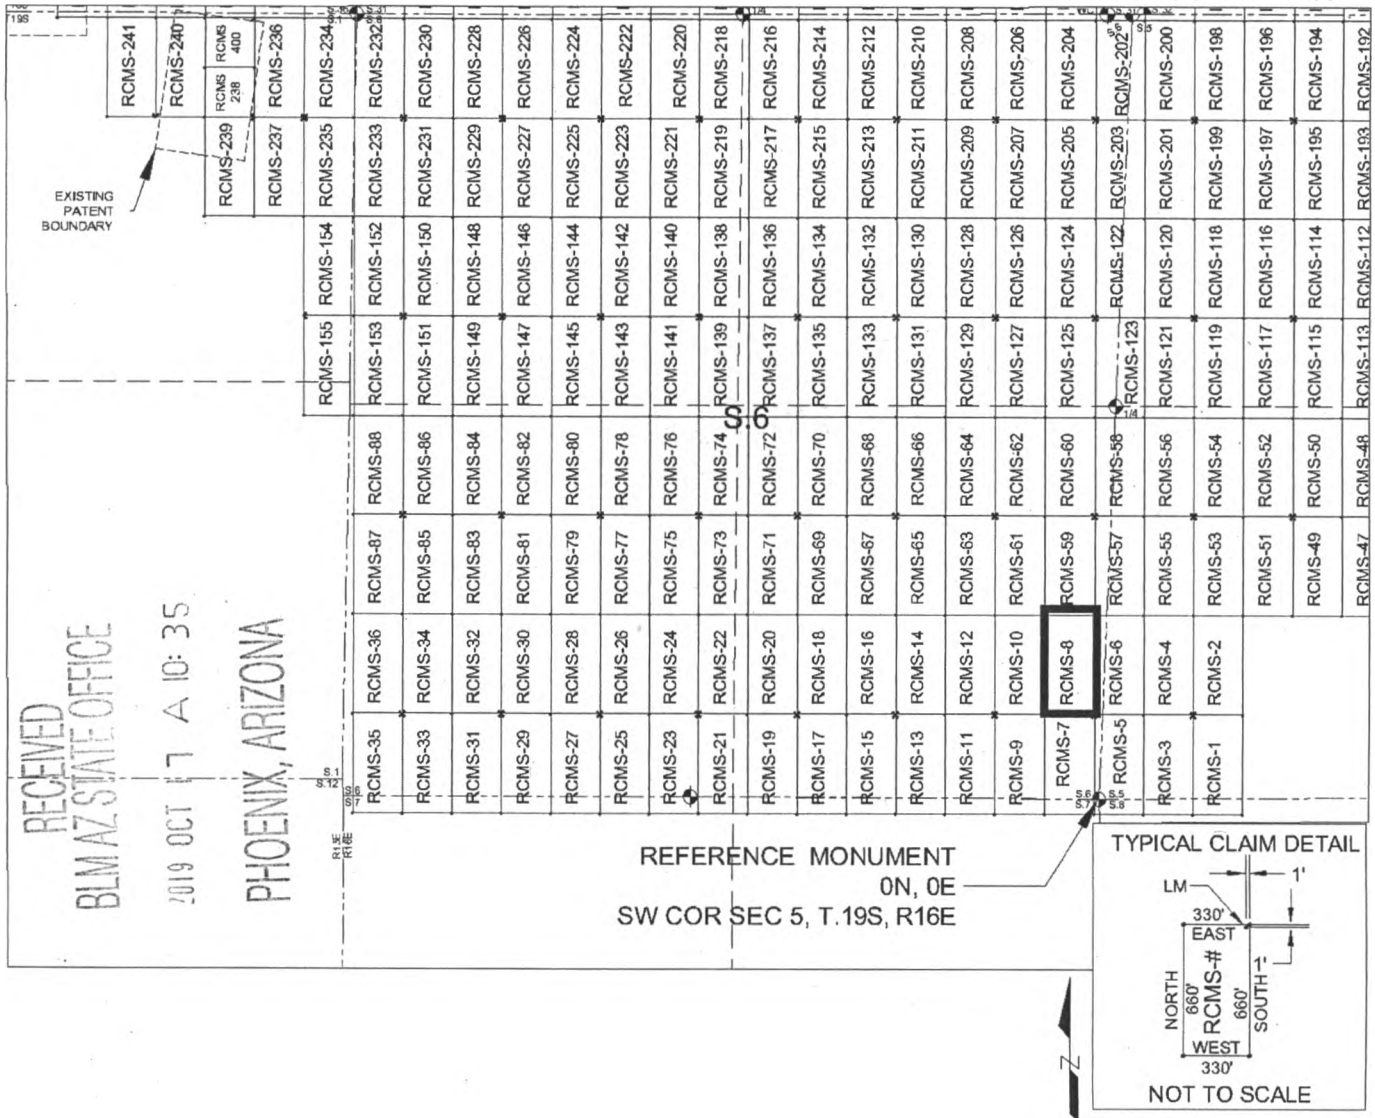 T19S
S.1
S.6
1/4
S.6
S.5
RCMS-241
RCMS-240
RCMS 400
RCMS 238
RCMS-236
RCMS-234
RCMS-232
RCMS-230
RCMS-228
RCMS-226
RCMS-224
RCMS-222
RCMS-220
RCMS-218
RCMS-216
RCMS-214
RCMS-212
RCMS-210
RCMS-208
RCMS-206
RCMS-204
RCMS-202
RCMS-200
RCMS-198
RCMS-196
RCMS-194
RCMS-192
RCMS-239
RCMS-237
RCMS-235
RCMS-233
RCMS-231
RCMS-229
RCMS-227
RCMS-225
RCMS-223
RCMS-221
RCMS-219
RCMS-217
RCMS-215
RCMS-213
RCMS-211
RCMS-209
RCMS-207
RCMS-205
RCMS-203
RCMS-201
RCMS-199
RCMS-197
RCMS-195
RCMS-193
EXISTING
PATENT
BOUNDARY
RCMS-154
RCMS-152
RCMS-150
RCMS-148
RCMS-146
RCMS-144
RCMS-142
RCMS-140
RCMS-138
RCMS-136
RCMS-134
RCMS-132
RCMS-130
RCMS-128
RCMS-126
RCMS-124
RCMS-122
RCMS-120
RCMS-118
RCMS-116
RCMS-114
RCMS-112
RCMS-155
RCMS-153
RCMS-151
RCMS-149
RCMS-147
RCMS-145
RCMS-143
RCMS-141
RCMS-139
RCMS-137
RCMS-135
RCMS-133
RCMS-131
RCMS-129
RCMS-127
RCMS-125
RCMS-123
RCMS-121
RCMS-119
RCMS-117
RCMS-115
RCMS-113
S.6
1/4
RCMS-88
RCMS-86
RCMS-84
RCMS-82
RCMS-80
RCMS-78
RCMS-76
RCMS-74
RCMS-72
RCMS-70
RCMS-68
RCMS-66
RCMS-64
RCMS-62
RCMS-60
RCMS-58
RCMS-56
RCMS-54
RCMS-52
RCMS-50
RCMS-48
RCMS-87
RCMS-85
RCMS-83
RCMS-81
RCMS-79
RCMS-77
RCMS-75
RCMS-73
RCMS-71
RCMS-69
RCMS-67
RCMS-65
RCMS-63
RCMS-61
RCMS-59
RCMS-57
RCMS-55
RCMS-53
RCMS-51
RCMS-49
RCMS-47
RCMS-36
RCMS-34
RCMS-32
RCMS-30
RCMS-28
RCMS-26
RCMS-24
RCMS-22
RCMS-20
RCMS-18
RCMS-16
RCMS-14
RCMS-12
RCMS-10
RCMS-8
RCMS-6
RCMS-4
RCMS-2
RCMS-35
RCMS-33
RCMS-31
RCMS-29
RCMS-27
RCMS-25
RCMS-23
RCMS-21
RCMS-19
RCMS-17
RCMS-15
RCMS-13
RCMS-11
RCMS-9
RCMS-7
RCMS-5
RCMS-3
RCMS-1
S.1
S.12
S.6
S.7
S.6 S.5
S.7 S.8
R15E
R16E
RECEIVED
BLM AZ STATE OFFICE
2019 OCT 17 A 10:35
PHOENIX, ARIZONA
REFERENCE MONUMENT
0N, 0E
SW COR SEC 5, T.19S, R16E
TYPICAL CLAIM DETAIL
1'
LM
330'
EAST
1'
NORTH
660'
RCMS-#
660'
SOUTH
WEST
330'
NOT TO SCALE
N